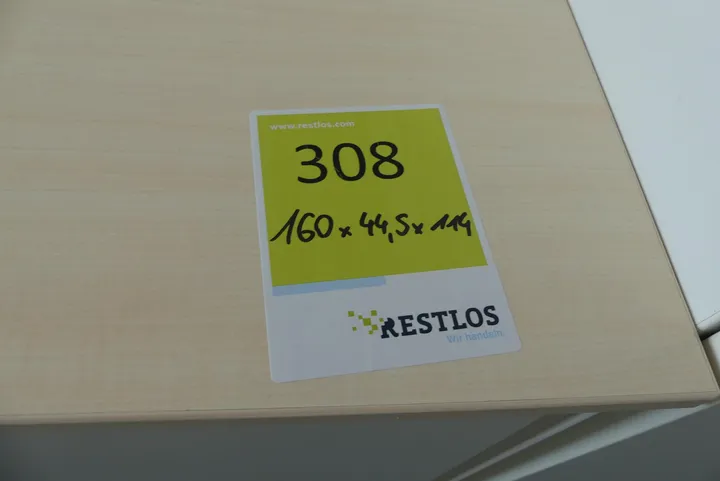 www.restlos.com
308
160 x 44,5 x 114
RESTLOS
Wir handeln